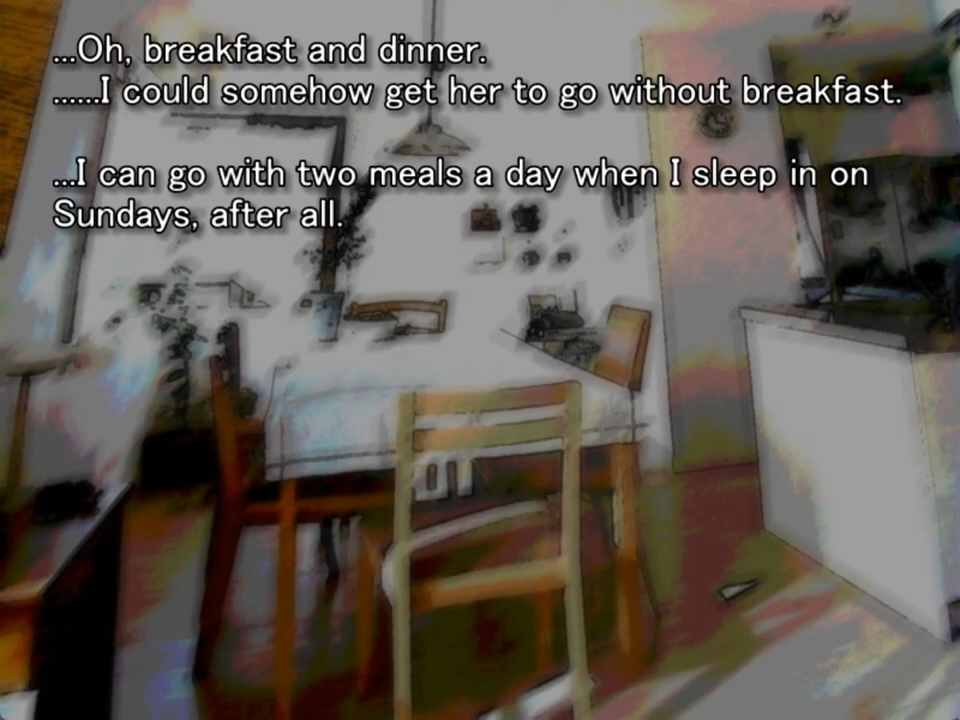 ...Oh, breakfast and dinner.
......I could somehow get her to go without breakfast.
...I can go with two meals a day when I sleep in on
Sundays, after all.